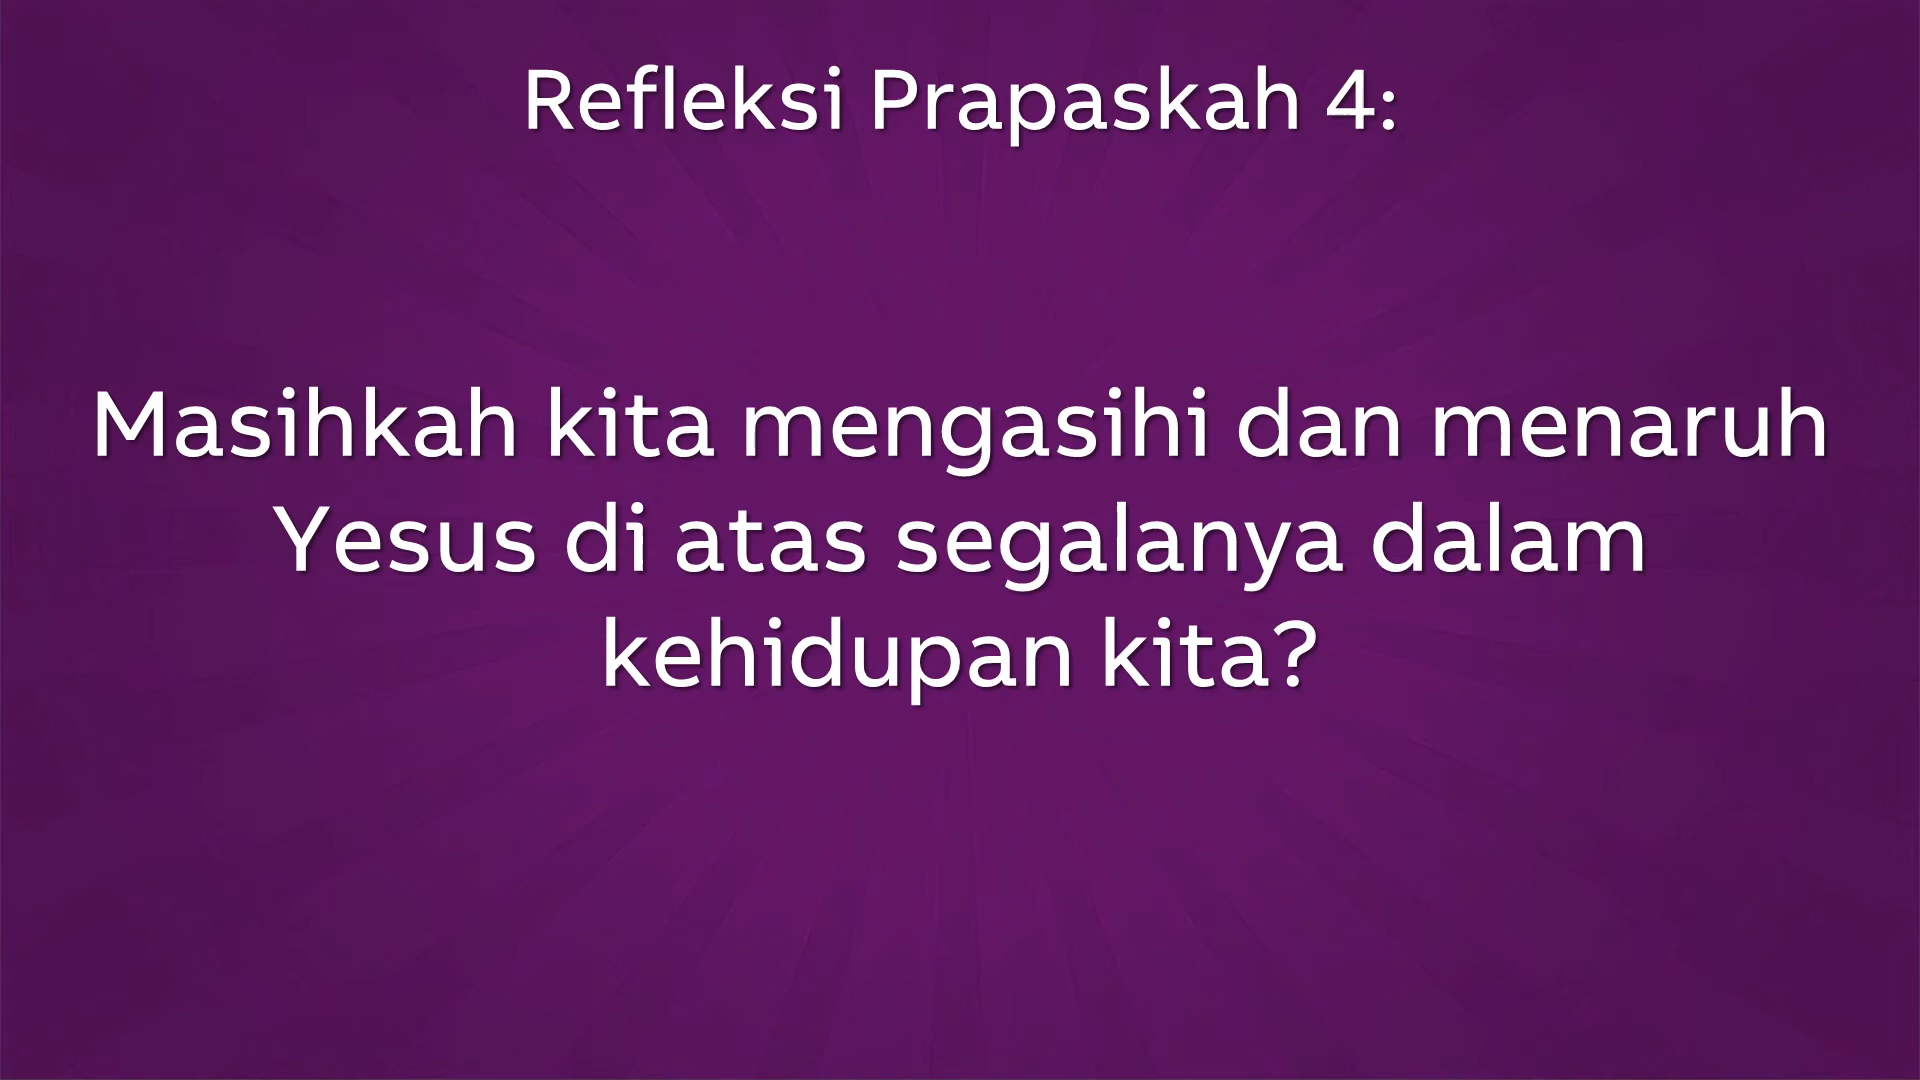 Refleksi Prapaskah 4:
Masihkah kita mengasihi dan menaruh
Yesus di atas segalanya dalam
kehidupan kita?